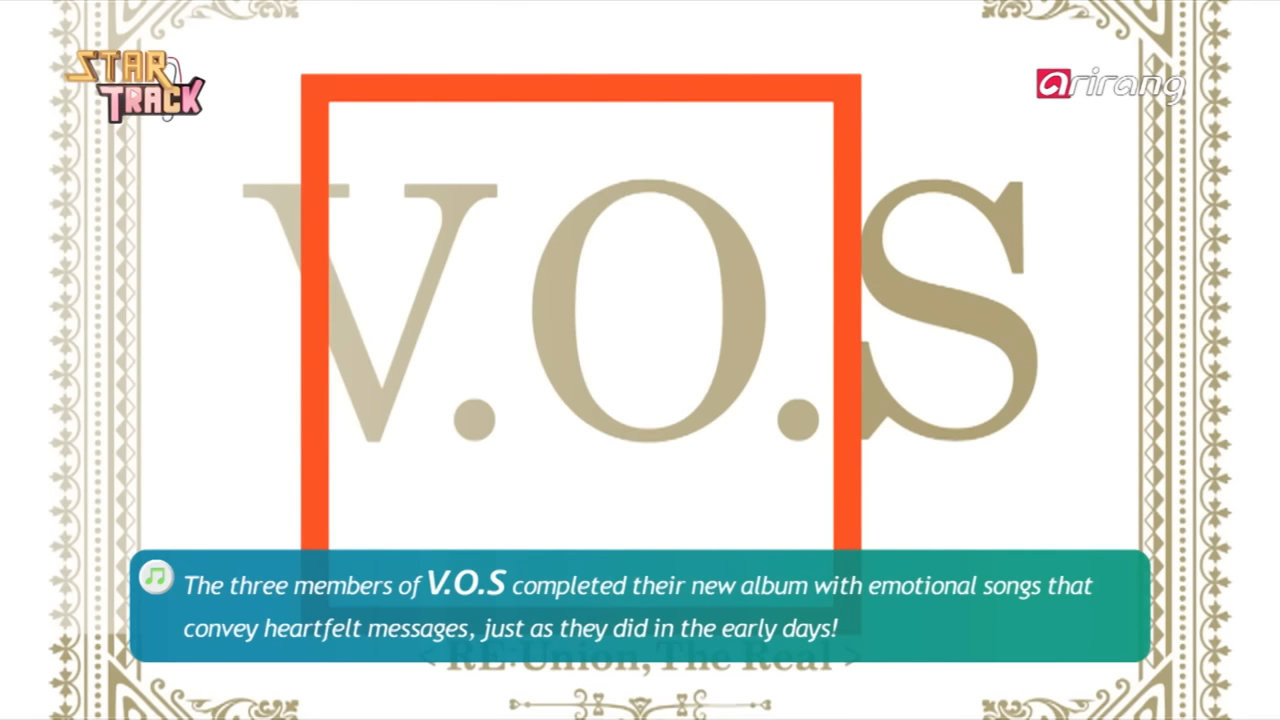 STAR
TRACK
arirang
V.O.S
The three members of V.O.S completed their new album with emotional songs that
convey heartfelt messages, just as they did in the early days!
< RE:Union, The Real >